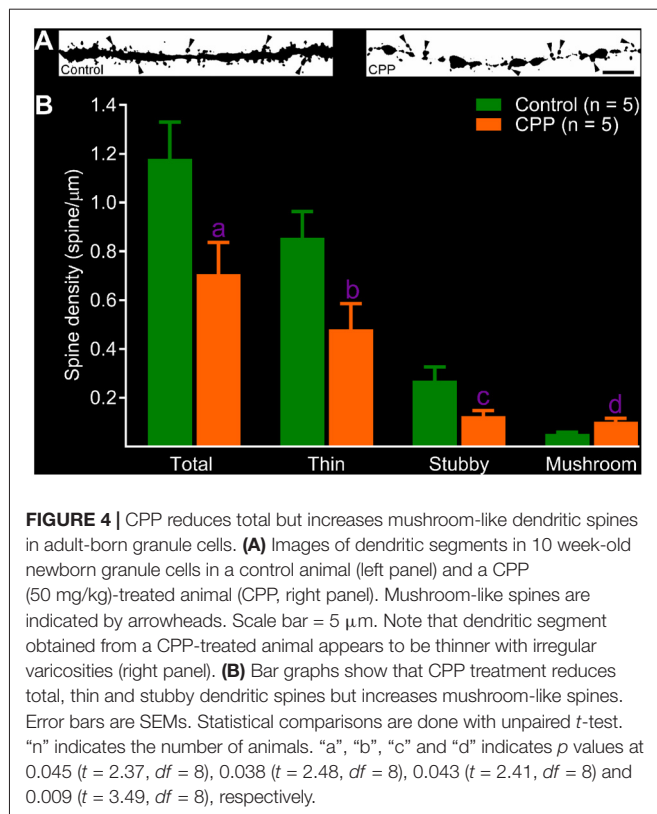 A
Control
CPP
B
1.4
1.2
1.0
0.8
0.6
0.4
0.2
Spine density (spine/μm)
Control (n = 5)
CPP (n = 5)
a
b
c
d
Total Thin Stubby Mushroom
FIGURE 4 | CPP reduces total but increases mushroom-like dendritic spines
in adult-born granule cells. (A) Images of dendritic segments in 10 week-old
newborn granule cells in a control animal (left panel) and a CPP
(50 mg/kg)-treated animal (CPP, right panel). Mushroom-like spines are
indicated by arrowheads. Scale bar = 5 μm. Note that dendritic segment
obtained from a CPP-treated animal appears to be thinner with irregular
varicosities (right panel). (B) Bar graphs show that CPP treatment reduces
total, thin and stubby dendritic spines but increases mushroom-like spines.
Error bars are SEMs. Statistical comparisons are done with unpaired t-test.
“n” indicates the number of animals. “a”, “b”, “c” and “d” indicates p values at
0.045 (t = 2.37, df = 8), 0.038 (t = 2.48, df = 8), 0.043 (t = 2.41, df = 8) and
0.009 (t = 3.49, df = 8), respectively.